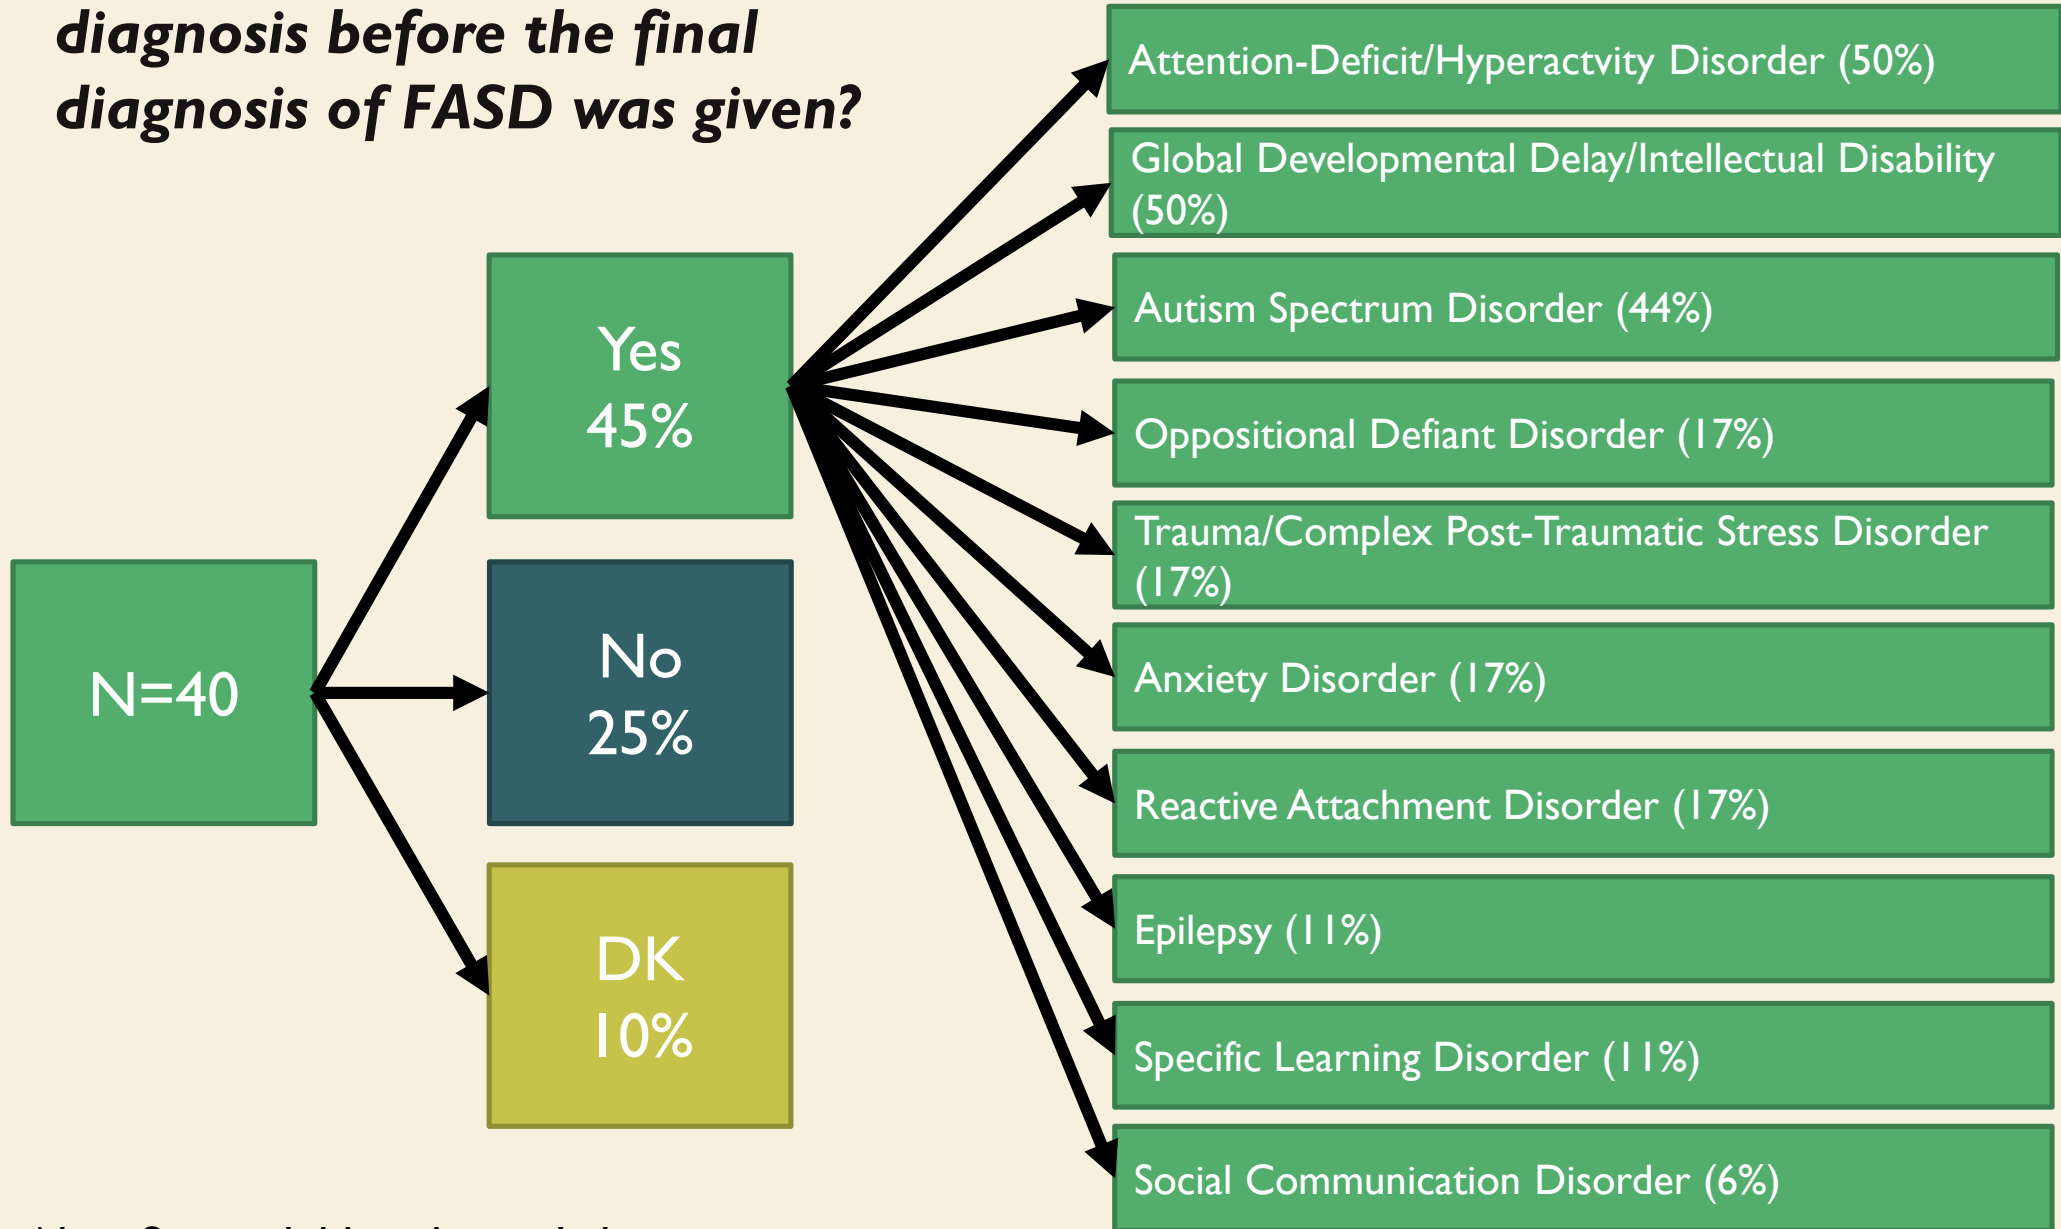 diagnosis before the final
diagnosis of FASD was given?
N=40
Yes
45%
No
25%
DK
10%
Attention-Deficit/Hyperactvity Disorder (50%)
Global Developmental Delay/Intellectual Disability
(50%)
Autism Spectrum Disorder (44%)
Oppositional Defiant Disorder (17%)
Trauma/Complex Post-Traumatic Stress Disorder
(17%)
Anxiety Disorder (17%)
Reactive Attachment Disorder (17%)
Epilepsy (11%)
Specific Learning Disorder (11%)
Social Communication Disorder (6%)